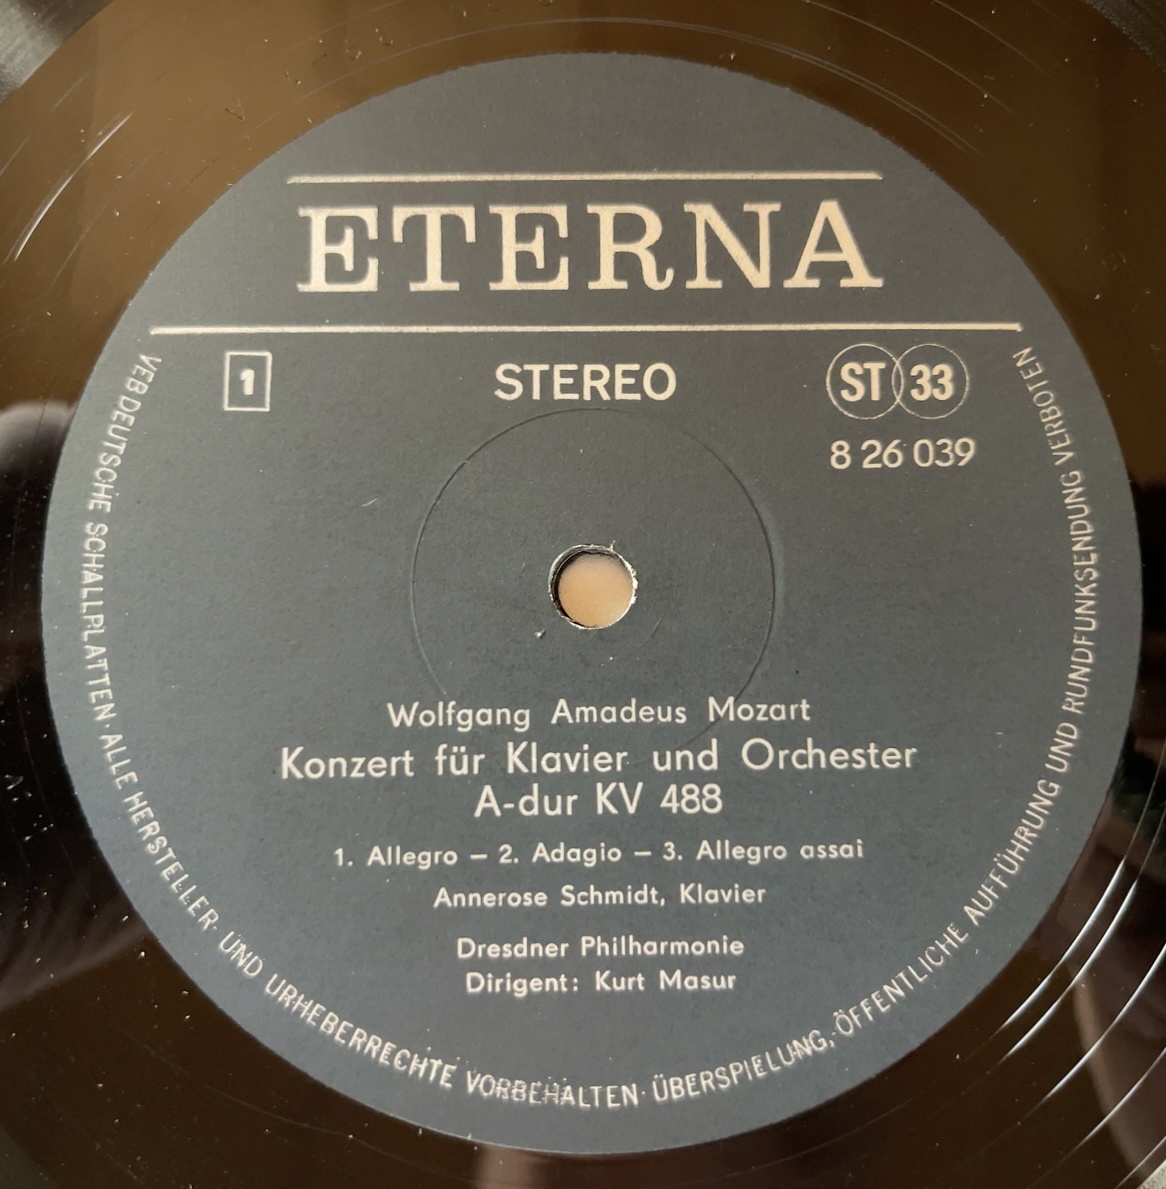 ETERNA
1
STEREO
ST 33
8 26 039
Wolfgang Amadeus Mozart
Konzert für Klavier und Orchester
A-dur KV 488
1. Allegro – 2. Adagio – 3. Allegro assai
Annerose Schmidt, Klavier
Dresdner Philharmonie
Dirigent: Kurt Masur
VEB DEUTSCHE SCHALLPLATTEN · ALLE HERSTELLER- UND URHEBERRECHTE VORBEHALTEN · ÜBERSPIELUNG, ÖFFENTLICHE AUFFÜHRUNG UND RUNDFUNKSENDUNG VERBOTEN